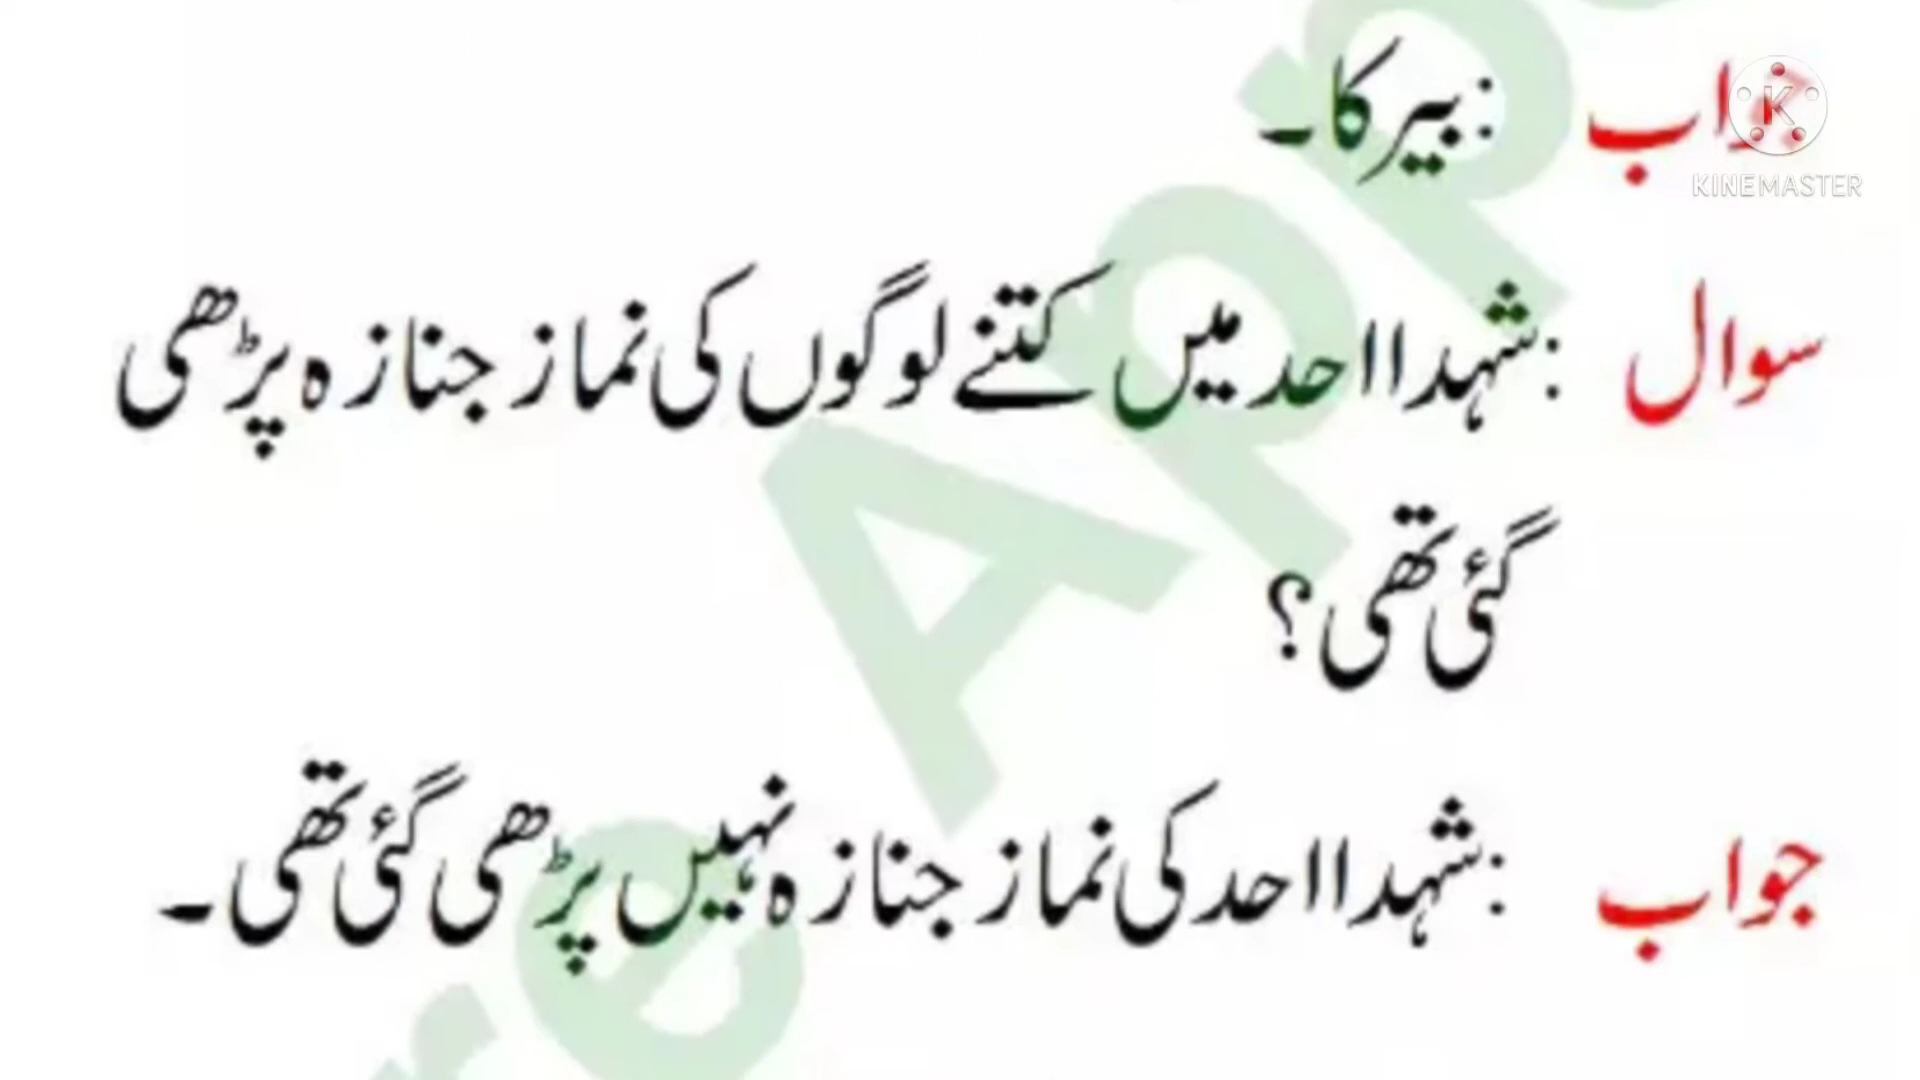 جواب : بیر کا۔
KINEMASTER
سوال : شہدا احد میں کتنے لوگوں کی نماز جنازہ پڑھی
گئی تھی؟
جواب : شہدا احد کی نماز جنازہ نہیں پڑھی گئی تھی۔